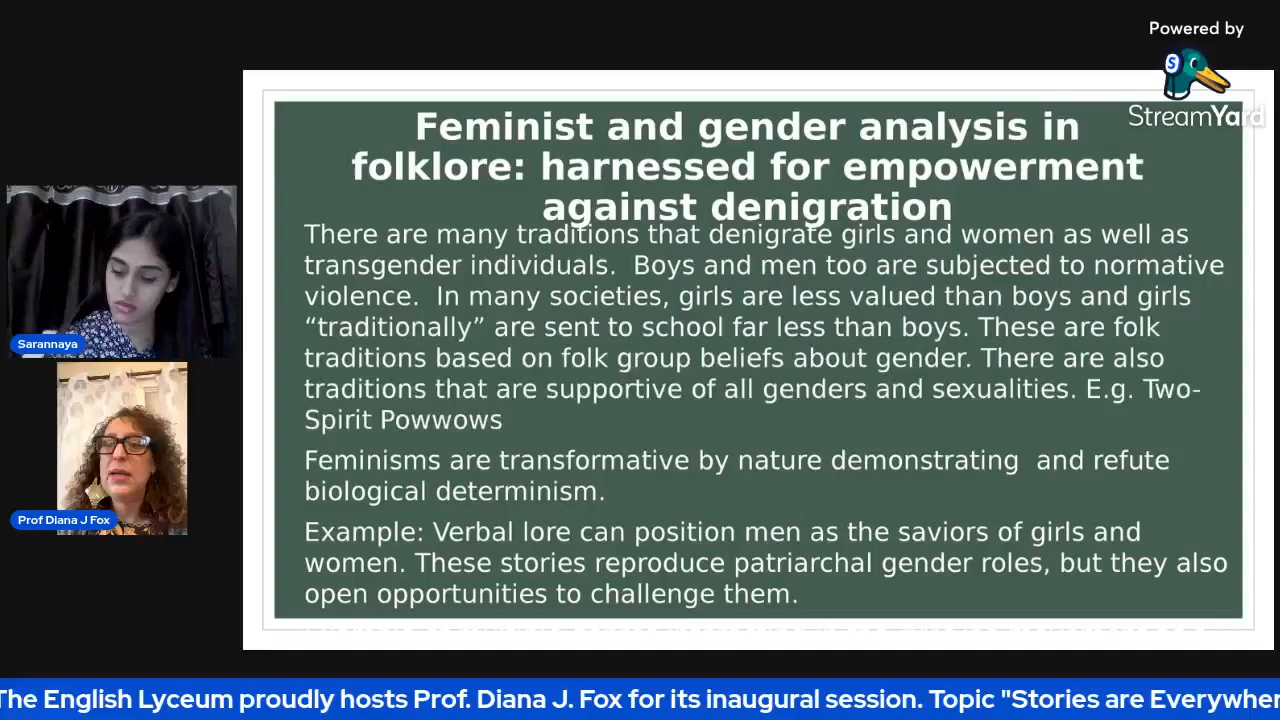 Powered by
StreamYard
Feminist and gender analysis in
folklore: harnessed for empowerment
against denigration
There are many traditions that denigrate girls and women as well as
transgender individuals.  Boys and men too are subjected to normative
violence.  In many societies, girls are less valued than boys and girls
“traditionally” are sent to school far less than boys. These are folk
traditions based on folk group beliefs about gender. There are also
traditions that are supportive of all genders and sexualities. E.g. Two-
Spirit Powwows
Feminisms are transformative by nature demonstrating  and refute
biological determinism.
Example: Verbal lore can position men as the saviors of girls and
women. These stories reproduce patriarchal gender roles, but they also
open opportunities to challenge them.
Sarannaya
Prof Diana J Fox
The English Lyceum proudly hosts Prof. Diana J. Fox for its inaugural session. Topic "Stories are Everywher